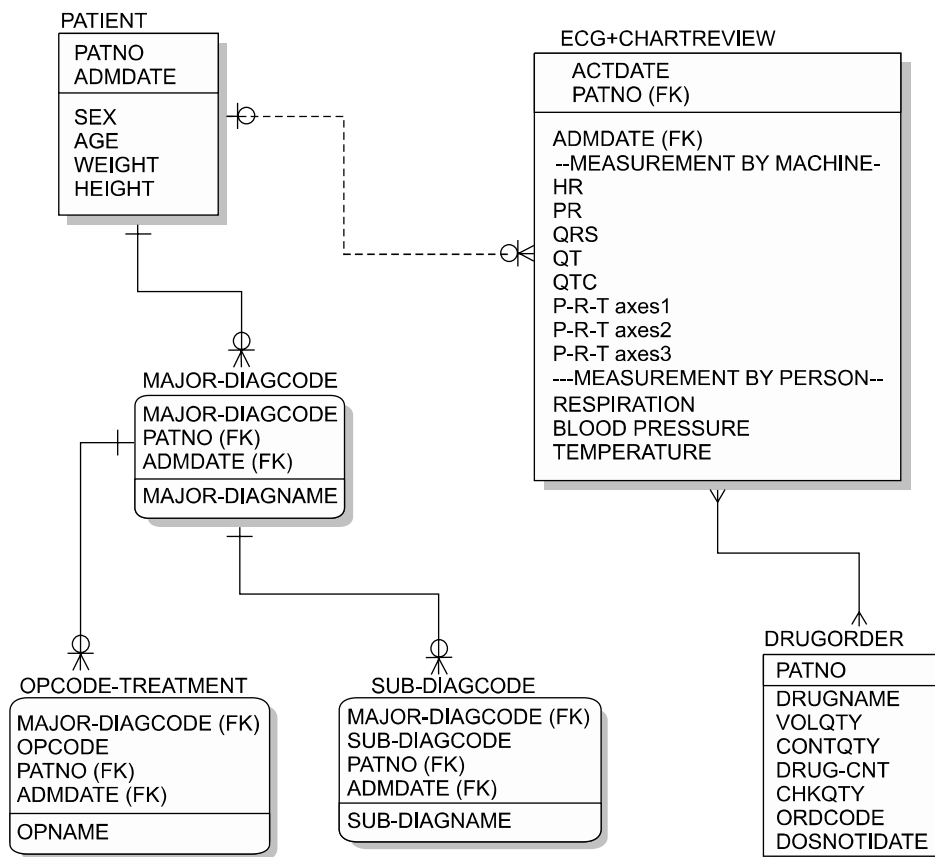 PATIENT
PATNO
ADMDATE
SEX
AGE
WEIGHT
HEIGHT
ECG+CHARTREVIEW
ACTDATE
PATNO (FK)
ADMDATE (FK)
--MEASUREMENT BY MACHINE-
HR
PR
QRS
QT
QTC
P-R-T axes1
P-R-T axes2
P-R-T axes3
---MEASUREMENT BY PERSON--
RESPIRATION
BLOOD PRESSURE
TEMPERATURE
MAJOR-DIAGCODE
MAJOR-DIAGCODE
PATNO (FK)
ADMDATE (FK)
MAJOR-DIAGNAME
OPCODE-TREATMENT
MAJOR-DIAGCODE (FK)
OPCODE
PATNO (FK)
ADMDATE (FK)
OPNAME
SUB-DIAGCODE
MAJOR-DIAGCODE (FK)
SUB-DIAGCODE
PATNO (FK)
ADMDATE (FK)
SUB-DIAGNAME
DRUGORDER
PATNO
DRUGNAME
VOLQTY
CONTQTY
DRUG-CNT
CHKQTY
ORDCODE
DOSNOTIDATE